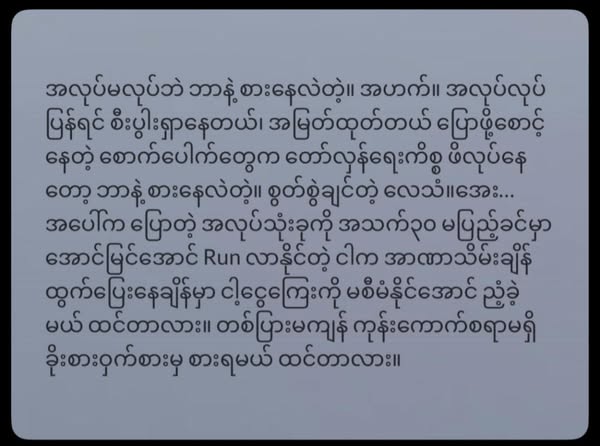 အလုပ်မလုပ်ဘဲ ဘာနဲ့ စားနေလဲတဲ့။ အဟက်။ အလုပ်လုပ်
ပြန်ရင် စီးပွါးရှာနေတယ်၊ အမြတ်ထုတ်တယ် ပြောဖို့စောင့်
နေတဲ့ စောက်ပေါက်တွေက တော်လှန်ရေးကိစ္စ ဖိလုပ်နေ
တော့ ဘာနဲ့ စားနေလဲတဲ့။ စွတ်စွဲချင်တဲ့ လေသံ။အေး...
အပေါ်က ပြောတဲ့ အလုပ်သုံးခုကို အသက်၃၀ မပြည့်ခင်မှာ
အောင်မြင်အောင် Run လာနိုင်တဲ့ ငါက အာဏာသိမ်းချိန်
ထွက်ပြေးနေချိန်မှာ ငါ့ငွေကြေးကို မစီမံနိုင်အောင် ညံ့ခဲ့
မယ် ထင်တာလား။ တစ်ပြားမကျန် ကုန်းကောက်စရာမရှိ
ခိုးစားဝှက်စားမှ စားရမယ် ထင်တာလား။